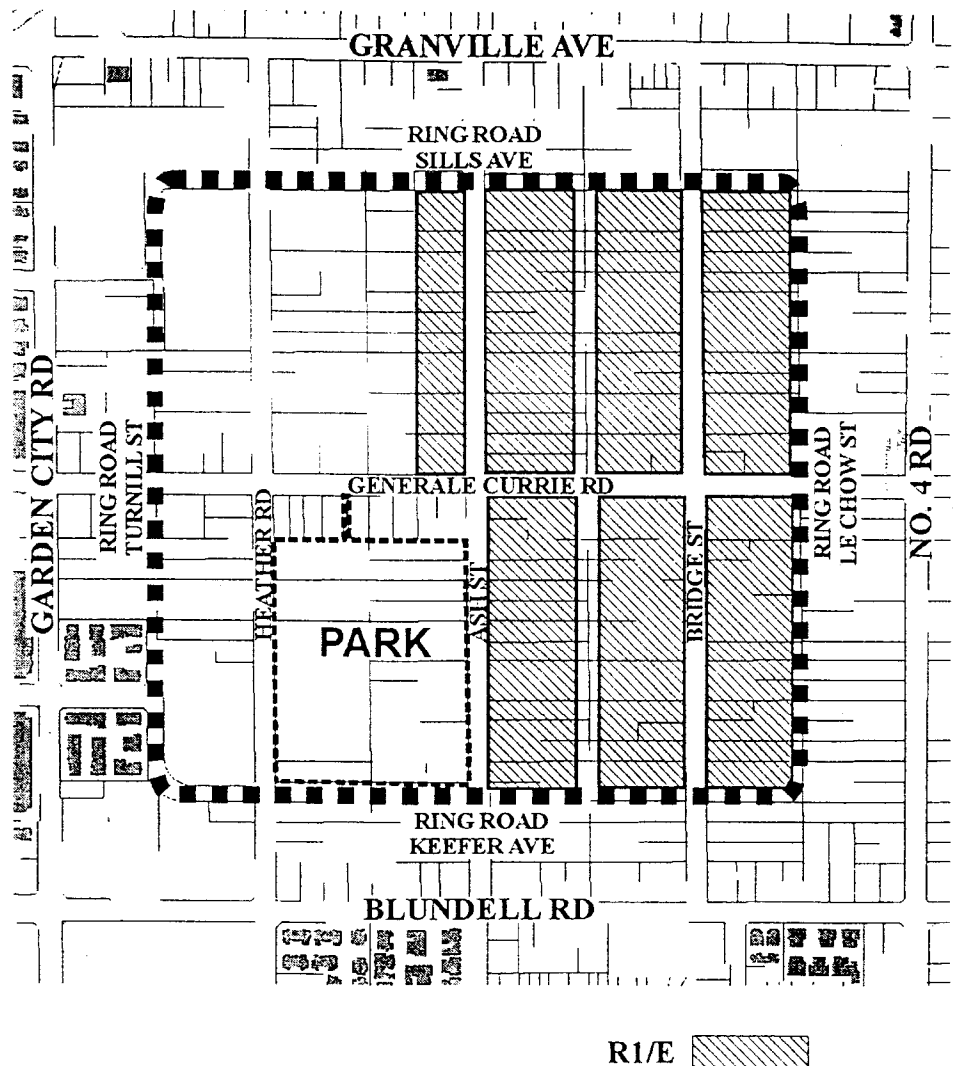 GRANVILLE AVE
RING ROAD
SILLS AVE
GARDEN CITY RD
RING ROAD
TURNILL ST
GENERALE CURRIE RD
HEATHER RD
PARK
ASH ST
BRIDGE ST
RING ROAD
LE CHOW ST
NO. 4 RD
RING ROAD
KEEFER AVE
BLUNDELL RD
R1/E